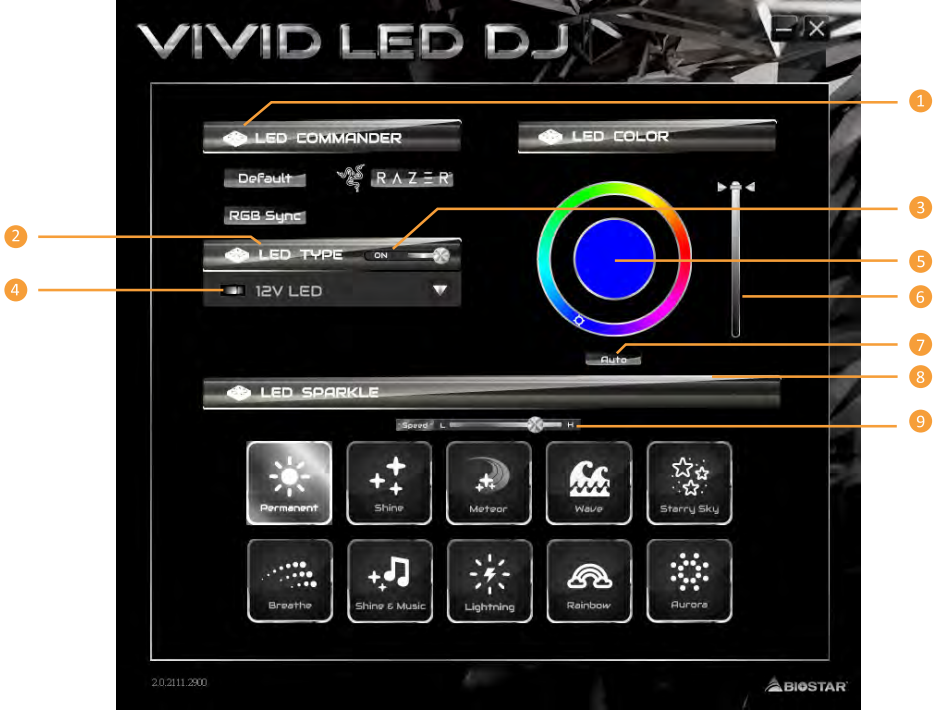 VIVID LED DJ
1
LED COMMANDER
LED COLOR
Default
RAZER
RGB Sync
3
2
LED TYPE
ON
5
4
12V LED
6
7
Auto
8
LED SPARKLE
9
Speed L H
Permanent
Shine
Meteor
Wave
Starry Sky
Breathe
Shine & Music
Lightning
Rainbow
Aurora
2.0.2111.2900
BIOSTAR